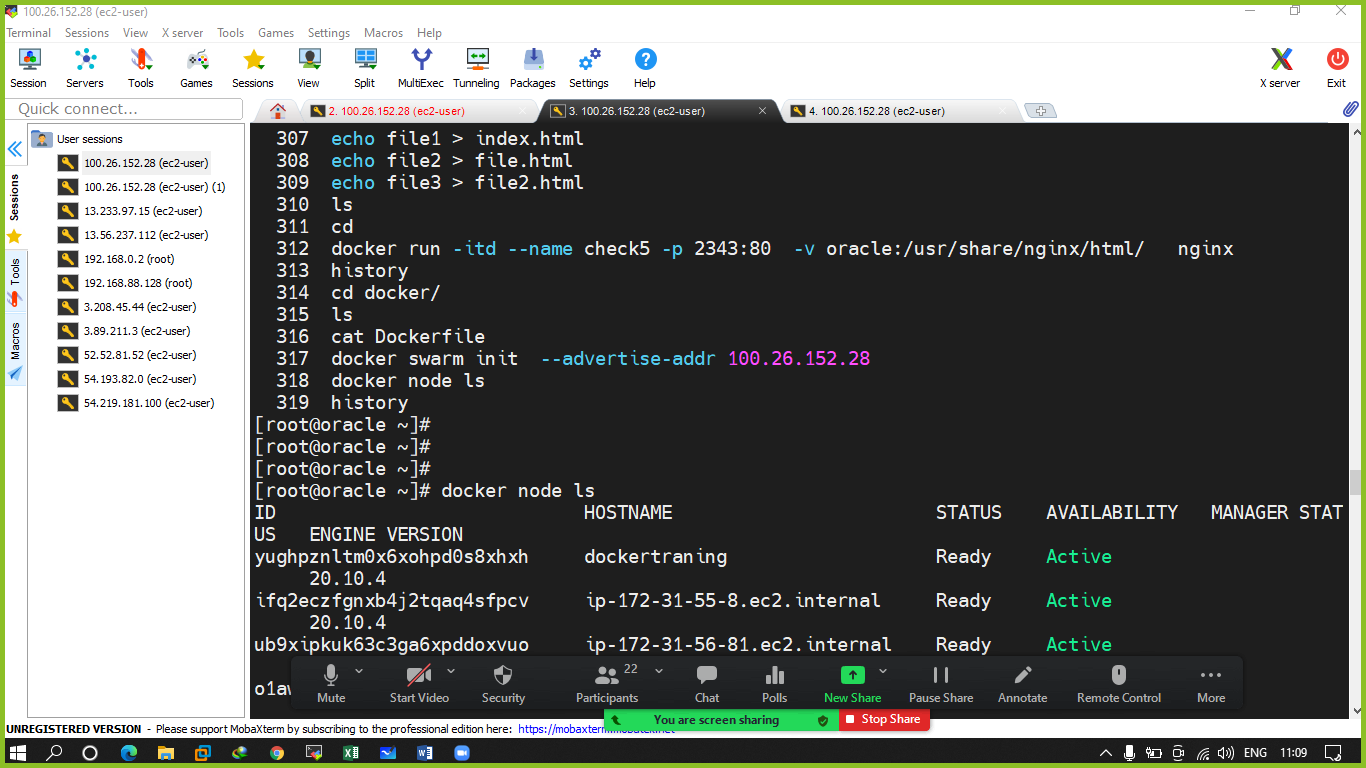 100.26.152.28 (ec2-user)
Terminal Sessions View X server Tools Games Settings Macros Help
Session Servers Tools Games Sessions View Split MultiExec Tunneling Packages Settings Help X server Exit
Quick connect...
2. 100.26.152.28 (ec2-user)
3. 100.26.152.28 (ec2-user)
4. 100.26.152.28 (ec2-user)
Sessions
Tools
Macros
User sessions
100.26.152.28 (ec2-user)
100.26.152.28 (ec2-user) (1)
13.233.97.15 (ec2-user)
13.56.237.112 (ec2-user)
192.168.0.2 (root)
192.168.88.128 (root)
3.208.45.44 (ec2-user)
3.89.211.3 (ec2-user)
52.52.81.52 (ec2-user)
54.193.82.0 (ec2-user)
54.219.181.100 (ec2-user)
307 echo file1 > index.html
308 echo file2 > file.html
309 echo file3 > file2.html
310 ls
311 cd
312 docker run -itd --name check5 -p 2343:80 -v oracle:/usr/share/nginx/html/ nginx
313 history
314 cd docker/
315 ls
316 cat Dockerfile
317 docker swarm init --advertise-addr 100.26.152.28
318 docker node ls
319 history
[root@oracle ~]#
[root@oracle ~]#
[root@oracle ~]#
[root@oracle ~]# docker node ls
ID HOSTNAME STATUS AVAILABILITY MANAGER STAT
US ENGINE VERSION
yughpznltm0x6xohpd0s8xhxh dockertraning Ready Active
20.10.4
ifq2eczfgnxb4j2tqaq4sfpcv ip-172-31-55-8.ec2.internal Ready Active
20.10.4
ub9xipkuk63c3ga6xpddoxvuo ip-172-31-56-81.ec2.internal Ready Active
22
Mute Start Video Security Participants Chat Polls New Share Pause Share Annotate Remote Control More
You are screen sharing Stop Share
UNREGISTERED VERSION - Please support MobaXterm by subscribing to the professional edition here: https://mobaxterm.mobatek.net
ENG 11:09